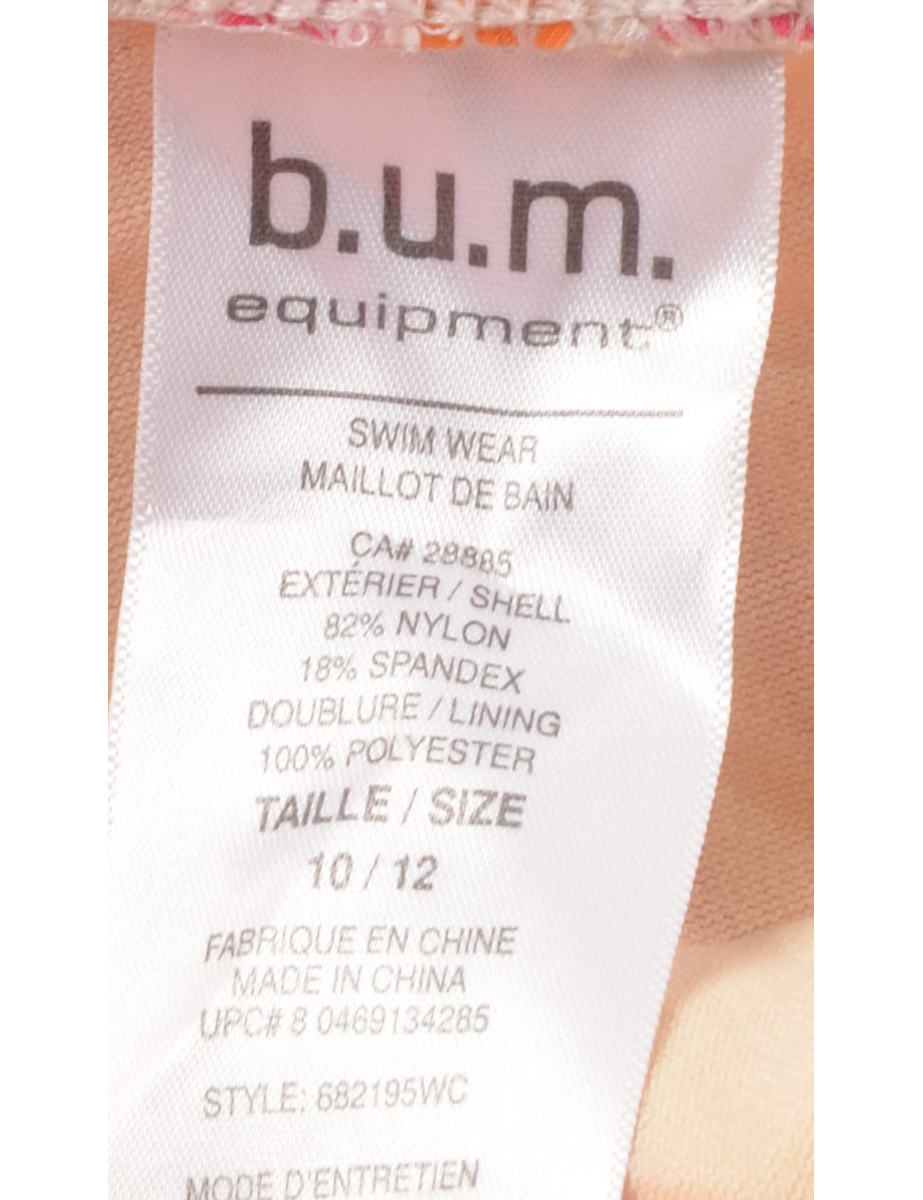 b.u.m.
equipment®
SWIM WEAR
MAILLOT DE BAIN
CA# 28885
EXTÉRIER / SHELL
82% NYLON
18% SPANDEX
DOUBLURE / LINING
100% POLYESTER
TAILLE / SIZE
10 / 12
FABRIQUE EN CHINE
MADE IN CHINA
UPC# 8 0469134285
STYLE: 682195WC
MODE D'ENTRETIEN